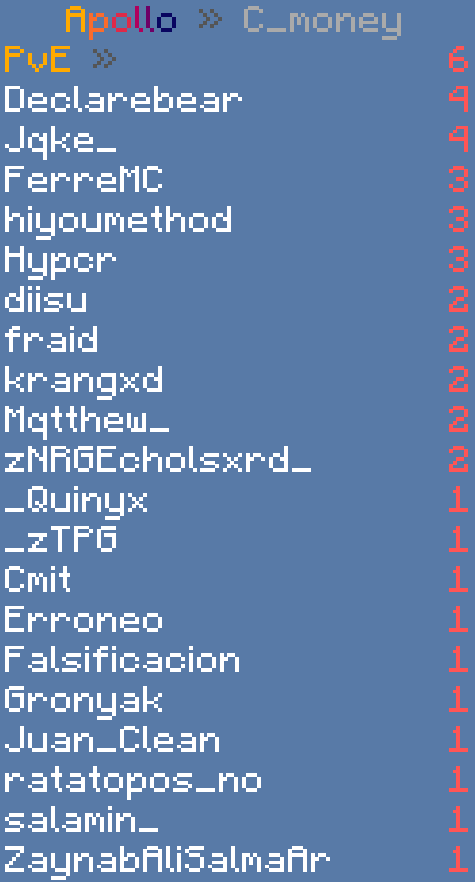 Apollo » C_money
PvE » 6
Declarebear 4
Jqke_ 4
FerreMC 3
hiyoumethod 3
Hypcr 3
diisu 2
fraid 2
krangxd 2
Mqtthew_ 2
zNRGEcholsxrd_ 2
_Quinyx 1
_zTPG 1
Cmit 1
Erroneo 1
Falsificacion 1
Gronyak 1
Juan_Clean 1
ratatopos_no 1
salamin_ 1
ZaynabAliSalmaAr 1